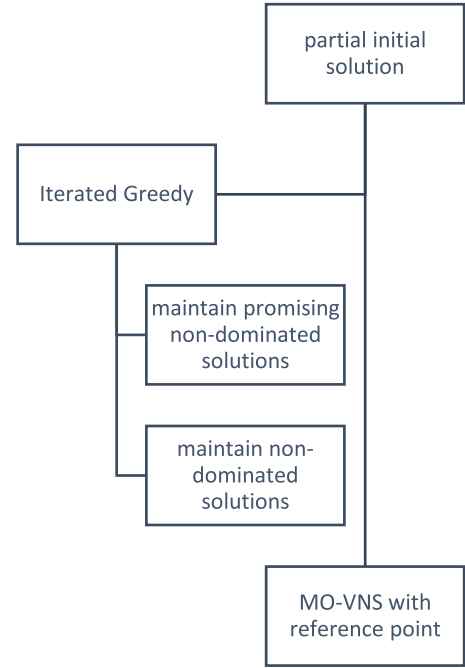 partial initial
solution
Iterated Greedy
maintain promising
non-dominated
solutions
maintain non-
dominated
solutions
MO-VNS with
reference point